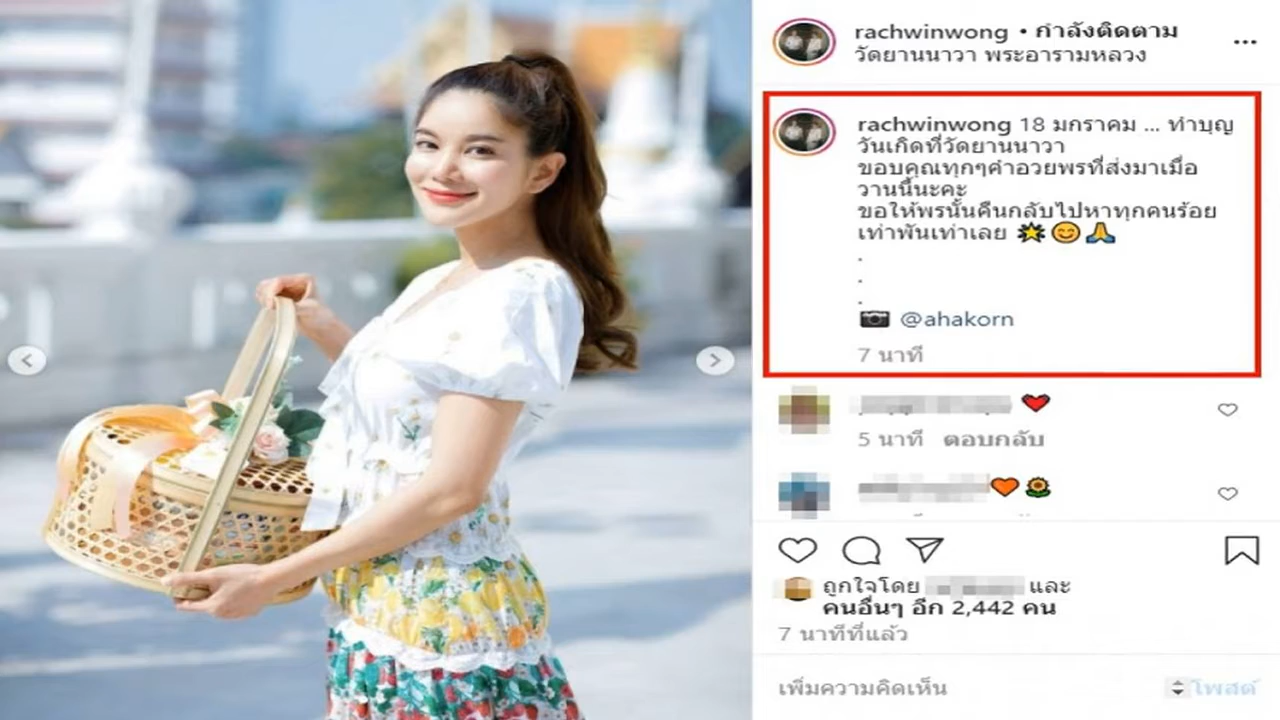 rachwinwong • กำลังติดตาม
วัดยานนาวา พระอารามหลวง
rachwinwong 18 มกราคม ... ทำบุญ
วันเกิดที่วัดยานนาวา
ขอบคุณทุกๆคำอวยพรที่ส่งมาเมื่อ
วานนี้นะคะ
ขอให้พรนั้นคืนกลับไปหาทุกคนร้อย
เท่าพันเท่าเลย 🌟😊🙏
.
.
.
📷 @ahakorn
7 นาที
5 นาที ตอบกลับ
ถูกใจโดย และ
คนอื่นๆ อีก 2,442 คน
7 นาทีที่แล้ว
เพิ่มความคิดเห็น
โพสต์